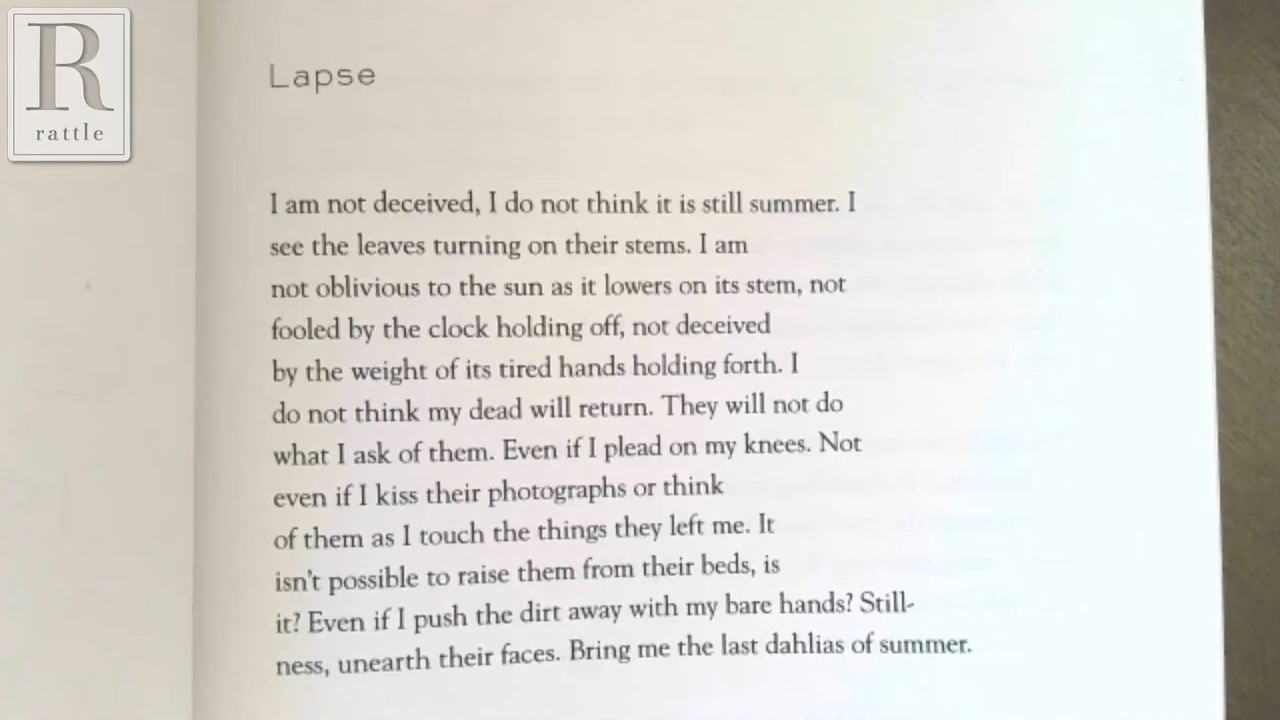 R
rattle
Lapse
I am not deceived, I do not think it is still summer. I
see the leaves turning on their stems. I am
not oblivious to the sun as it lowers on its stem, not
fooled by the clock holding off, not deceived
by the weight of its tired hands holding forth. I
do not think my dead will return. They will not do
what I ask of them. Even if I plead on my knees. Not
even if I kiss their photographs or think
of them as I touch the things they left me. It
isn't possible to raise them from their beds, is
it? Even if I push the dirt away with my bare hands? Still-
ness, unearth their faces. Bring me the last dahlias of summer.